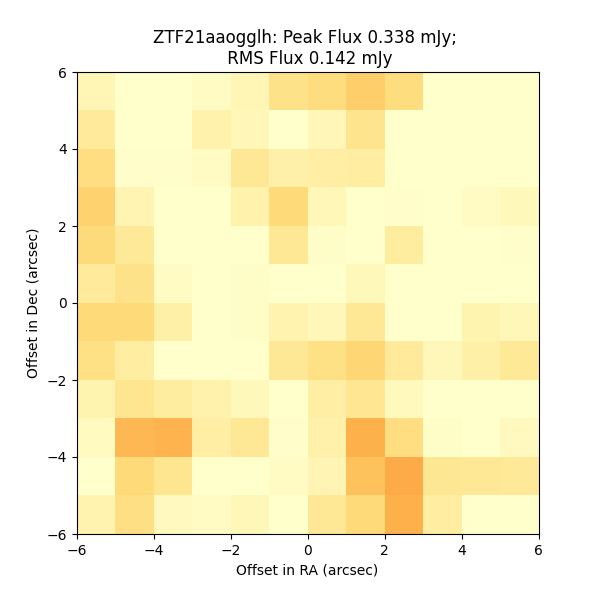 ZTF21aaogglh: Peak Flux 0.338 mJy;
RMS Flux 0.142 mJy
6
4
2
0
−2
−4
−6
Offset in Dec (arcsec)
−6 −4 −2 0 2 4 6
Offset in RA (arcsec)